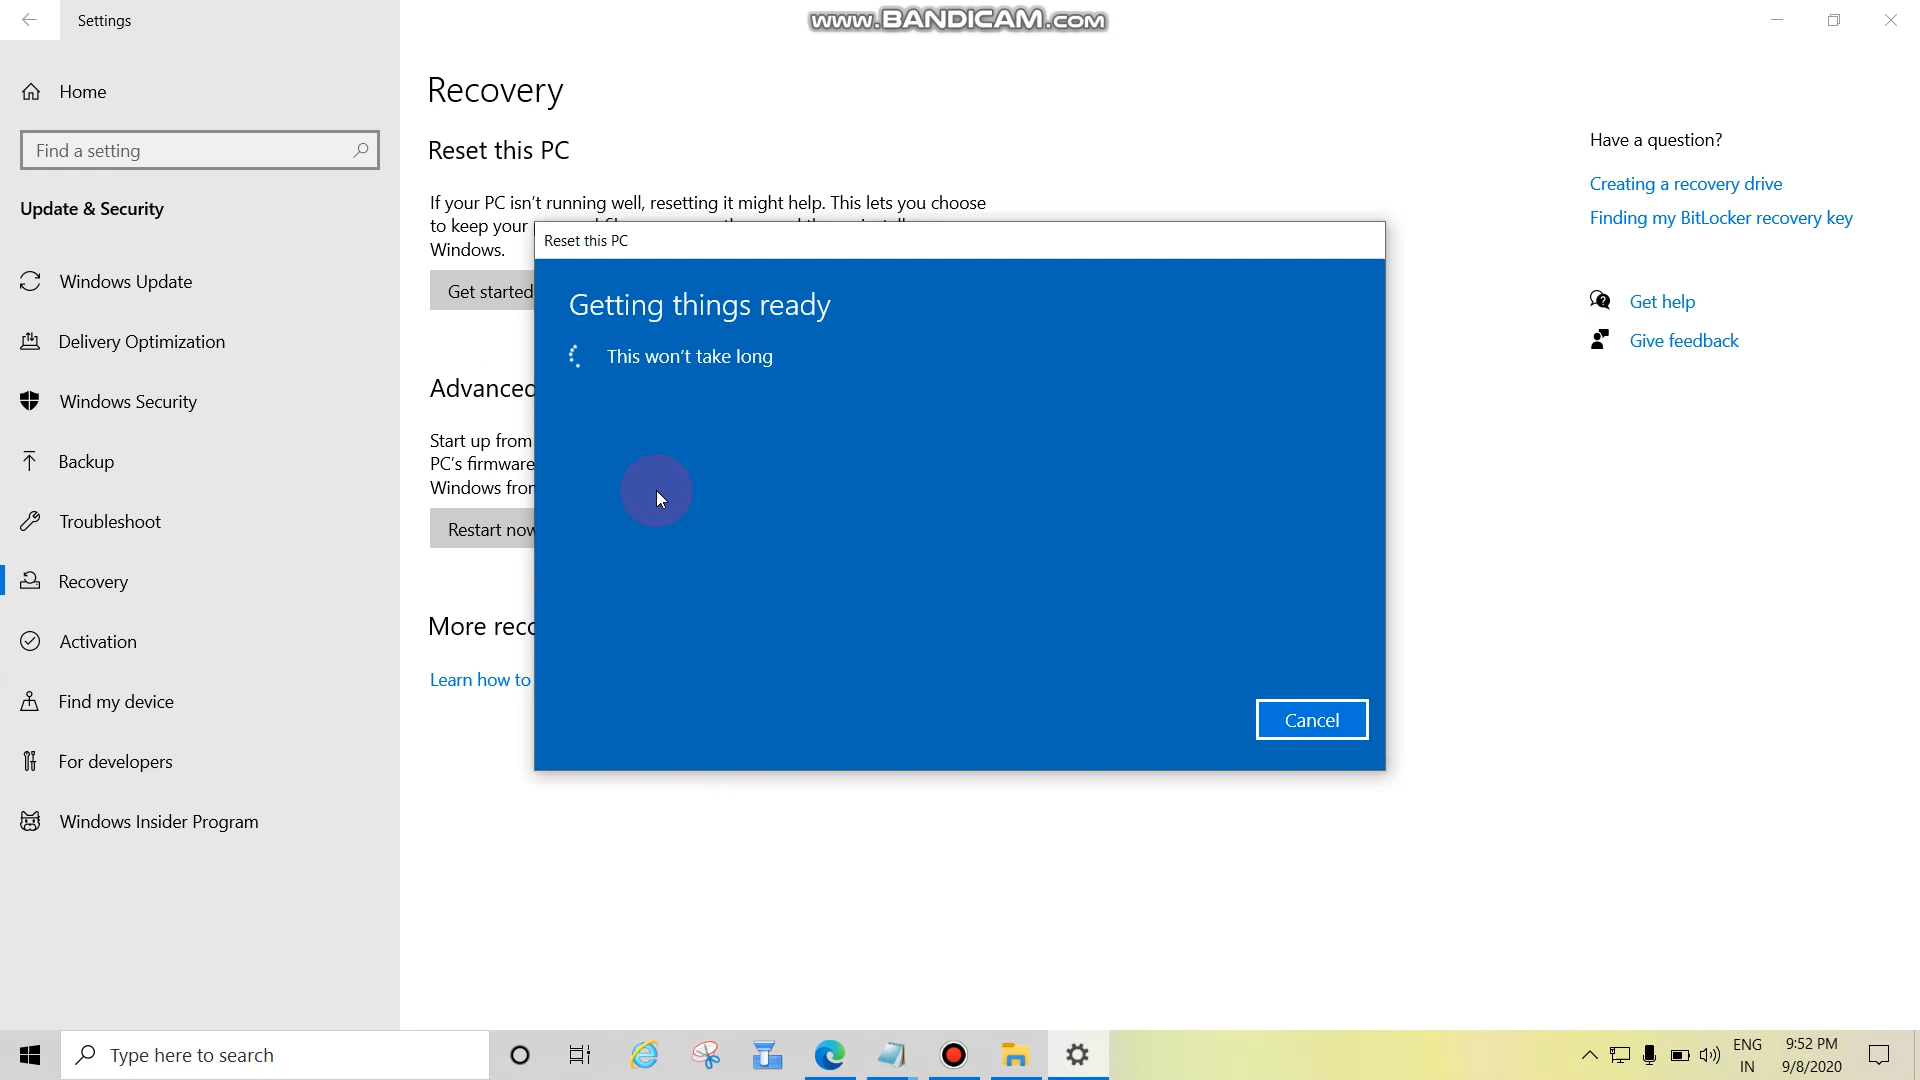 Settings
www.BANDICAM.com
Home
Find a setting
Update & Security
Windows Update
Delivery Optimization
Windows Security
Backup
Troubleshoot
Recovery
Activation
Find my device
For developers
Windows Insider Program
Recovery
Reset this PC
If your PC isn't running well, resetting it might help. This lets you choose
to keep your
Windows.
Get started
Advanced
Start up from
PC's firmware
Windows from
Restart now
More reco
Learn how to
Reset this PC
Getting things ready
This won't take long
Cancel
Have a question?
Creating a recovery drive
Finding my BitLocker recovery key
Get help
Give feedback
Type here to search
ENG
IN
9:52 PM
9/8/2020